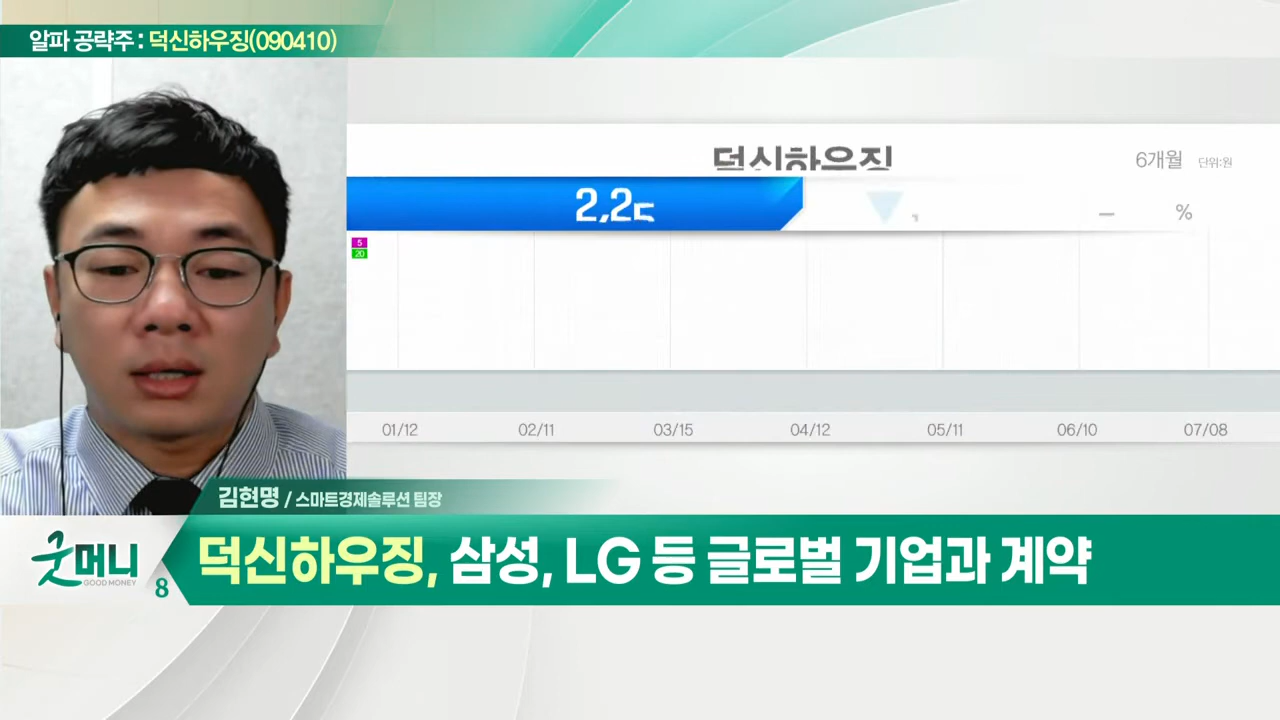 알파 공략주 : 덕신하우징(090410)
덕신하우징
6개월 단위:원
%
5
20
01/12 02/11 03/15 04/12 05/11 06/10 07/08
김현명 / 스마트경제솔루션 팀장
굿머니
GOOD MONEY
8
덕신하우징, 삼성, LG 등 글로벌 기업과 계약